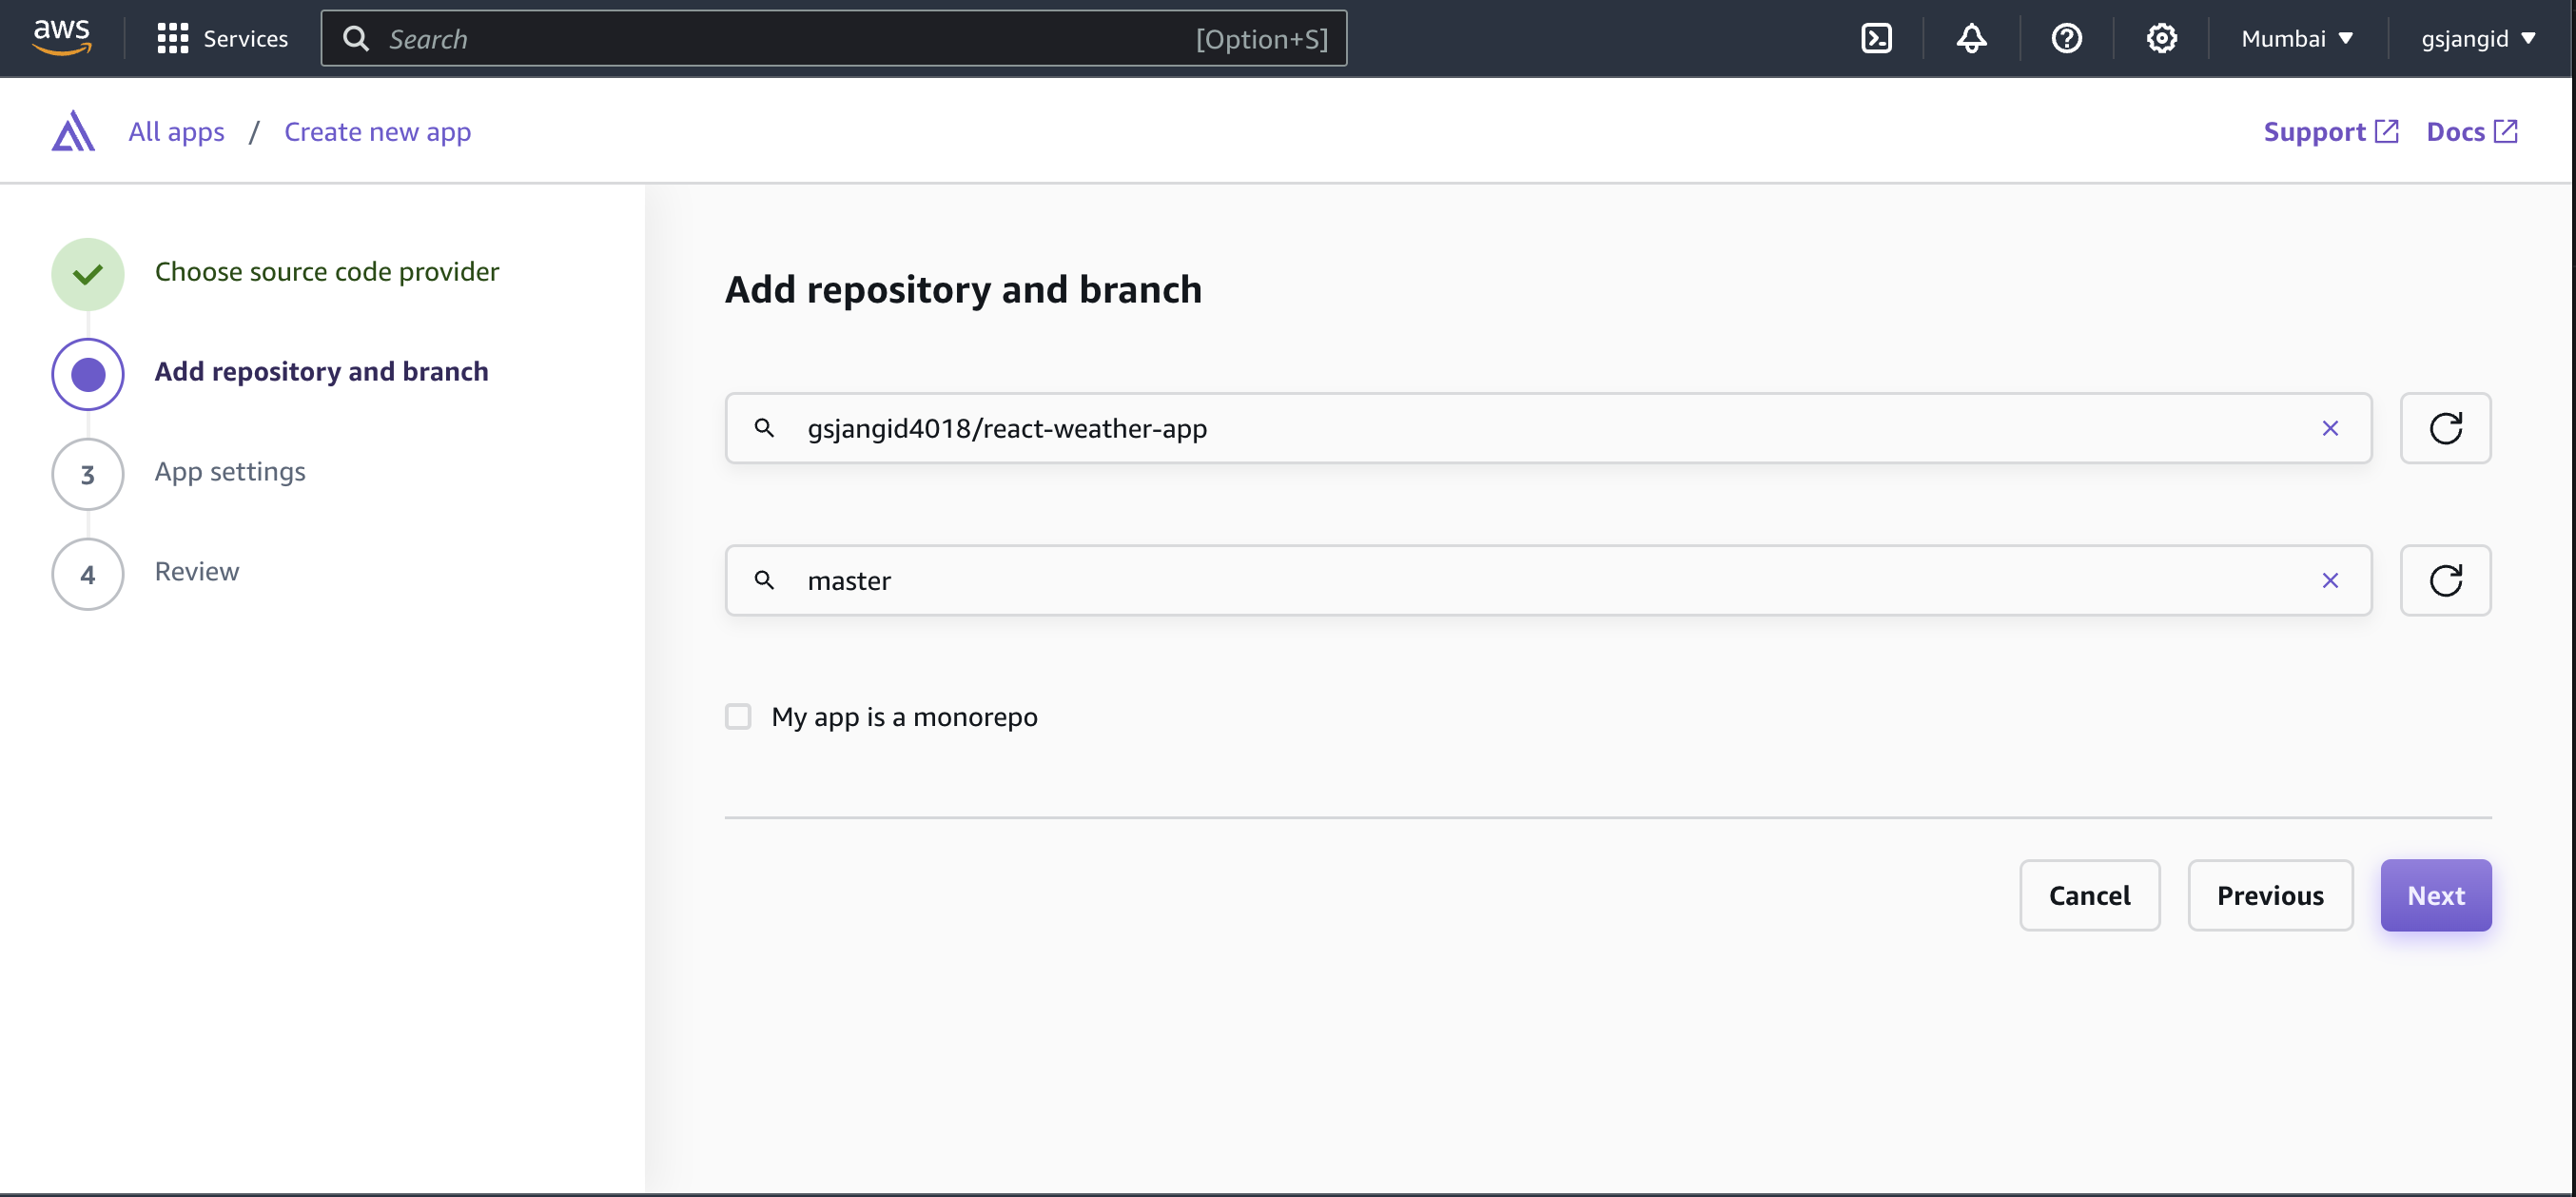 aws
Services
Search
[Option+S]
Mumbai
gsjangid
All apps / Create new app
Support
Docs
Choose source code provider
Add repository and branch
3
App settings
4
Review
Add repository and branch
gsjangid4018/react-weather-app
master
My app is a monorepo
Cancel
Previous
Next